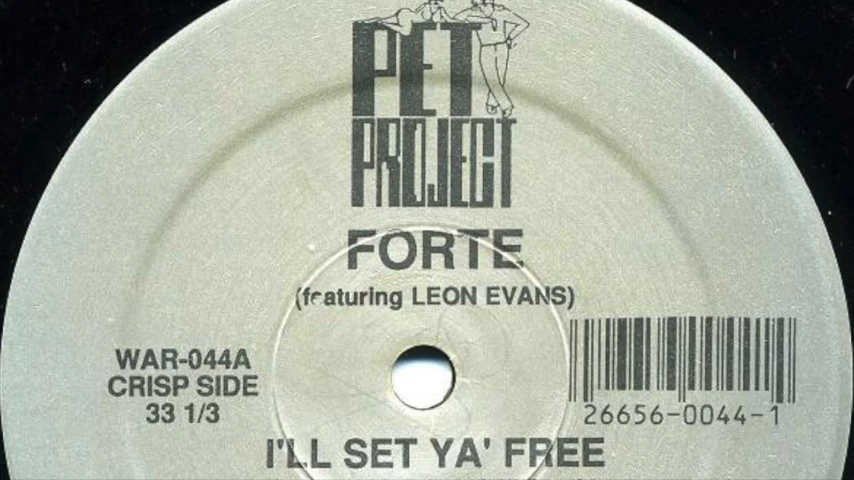 PET
PROJECT
FORTE
(featuring LEON EVANS)
WAR-044A
CRISP SIDE
33 1/3
26656-0044-1
I'LL SET YA' FREE